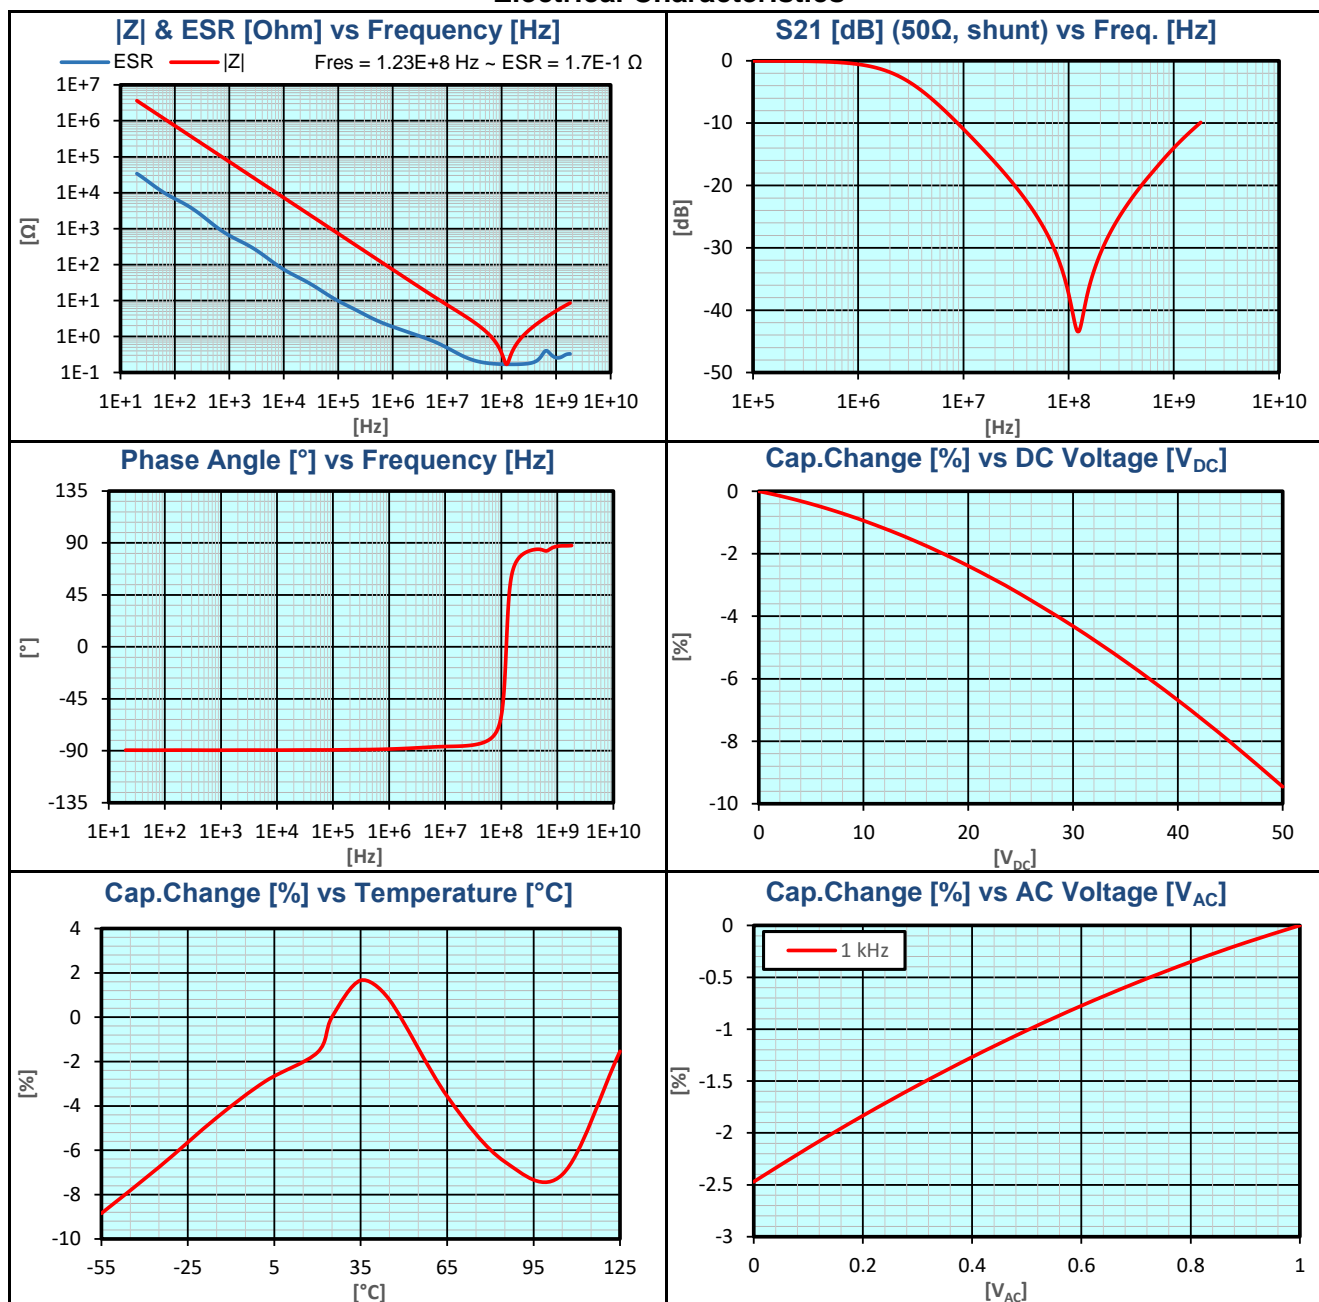 |Z| & ESR [Ohm] vs Frequency [Hz]
ESR |Z| Fres = 1.23E+8 Hz ~ ESR = 1.7E-1 Ω
1E+7
1E+6
1E+5
1E+4
1E+3
1E+2
1E+1
1E+0
1E-1
[Ω]
1E+1 1E+2 1E+3 1E+4 1E+5 1E+6 1E+7 1E+8 1E+9 1E+10
[Hz]
S21 [dB] (50Ω, shunt) vs Freq. [Hz]
0
-10
-20
-30
-40
-50
[dB]
1E+5 1E+6 1E+7 1E+8 1E+9 1E+10
[Hz]
Phase Angle [°] vs Frequency [Hz]
135
90
45
0
-45
-90
-135
[°]
1E+1 1E+2 1E+3 1E+4 1E+5 1E+6 1E+7 1E+8 1E+9 1E+10
[Hz]
Cap.Change [%] vs DC Voltage [VDC]
0
-2
-4
-6
-8
-10
[%]
0 10 20 30 40 50
[VDC]
Cap.Change [%] vs Temperature [°C]
4
2
0
-2
-4
-6
-8
-10
[%]
-55 -25 5 35 65 95 125
[°C]
Cap.Change [%] vs AC Voltage [VAC]
1 kHz
0
-0.5
-1
-1.5
-2
-2.5
-3
[%]
0 0.2 0.4 0.6 0.8 1
[VAC]